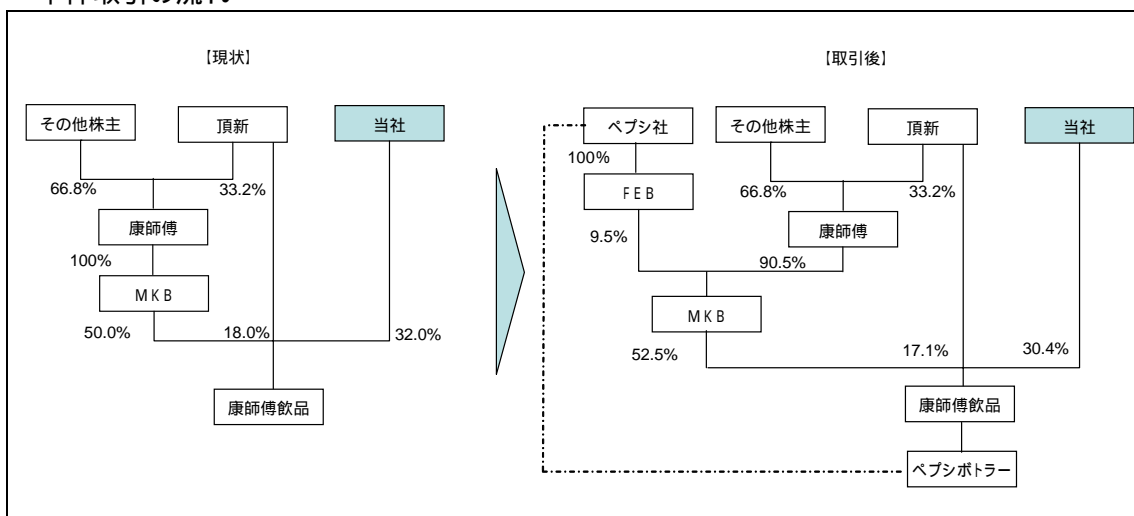 【現状】
その他株主
頂新
当社
66.8%
33.2%
康師傅
100%
ＭＫＢ
50.0%
18.0%
32.0%
康師傅飲品
【取引後】
ペプシ社
その他株主
頂新
当社
100%
66.8%
33.2%
ＦＥＢ
康師傅
9.5%
90.5%
ＭＫＢ
52.5%
17.1%
30.4%
康師傅飲品
ペプシボトラー